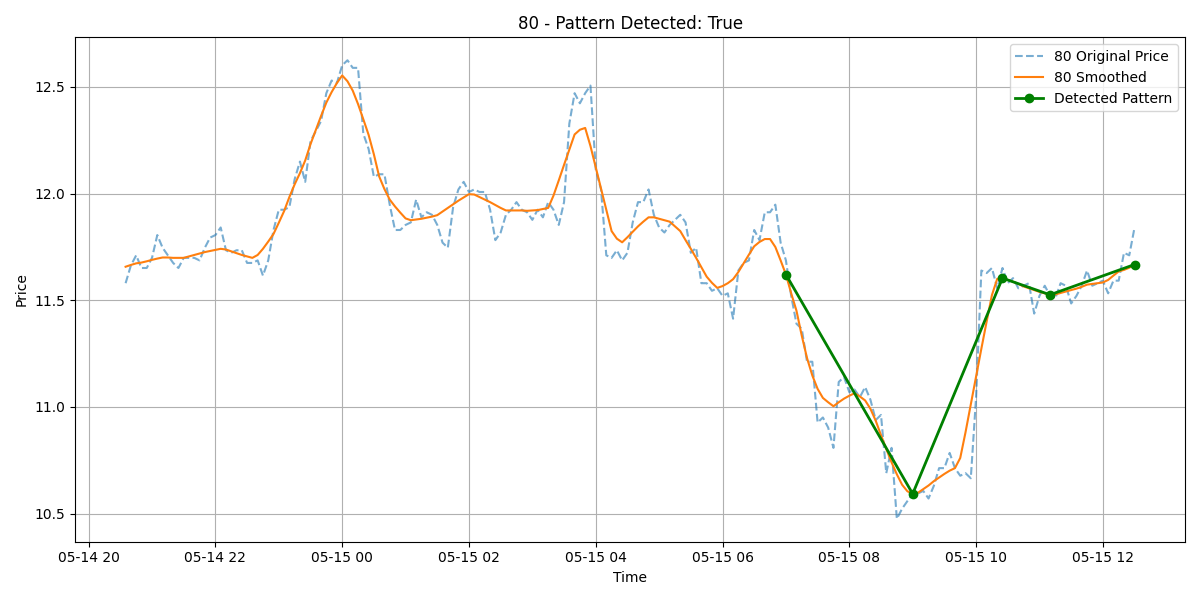 80 - Pattern Detected: True
80 Original Price
80 Smoothed
Detected Pattern
Price
12.5
12.0
11.5
11.0
10.5
05-14 20 05-14 22 05-15 00 05-15 02 05-15 04 05-15 06 05-15 08 05-15 10 05-15 12
Time